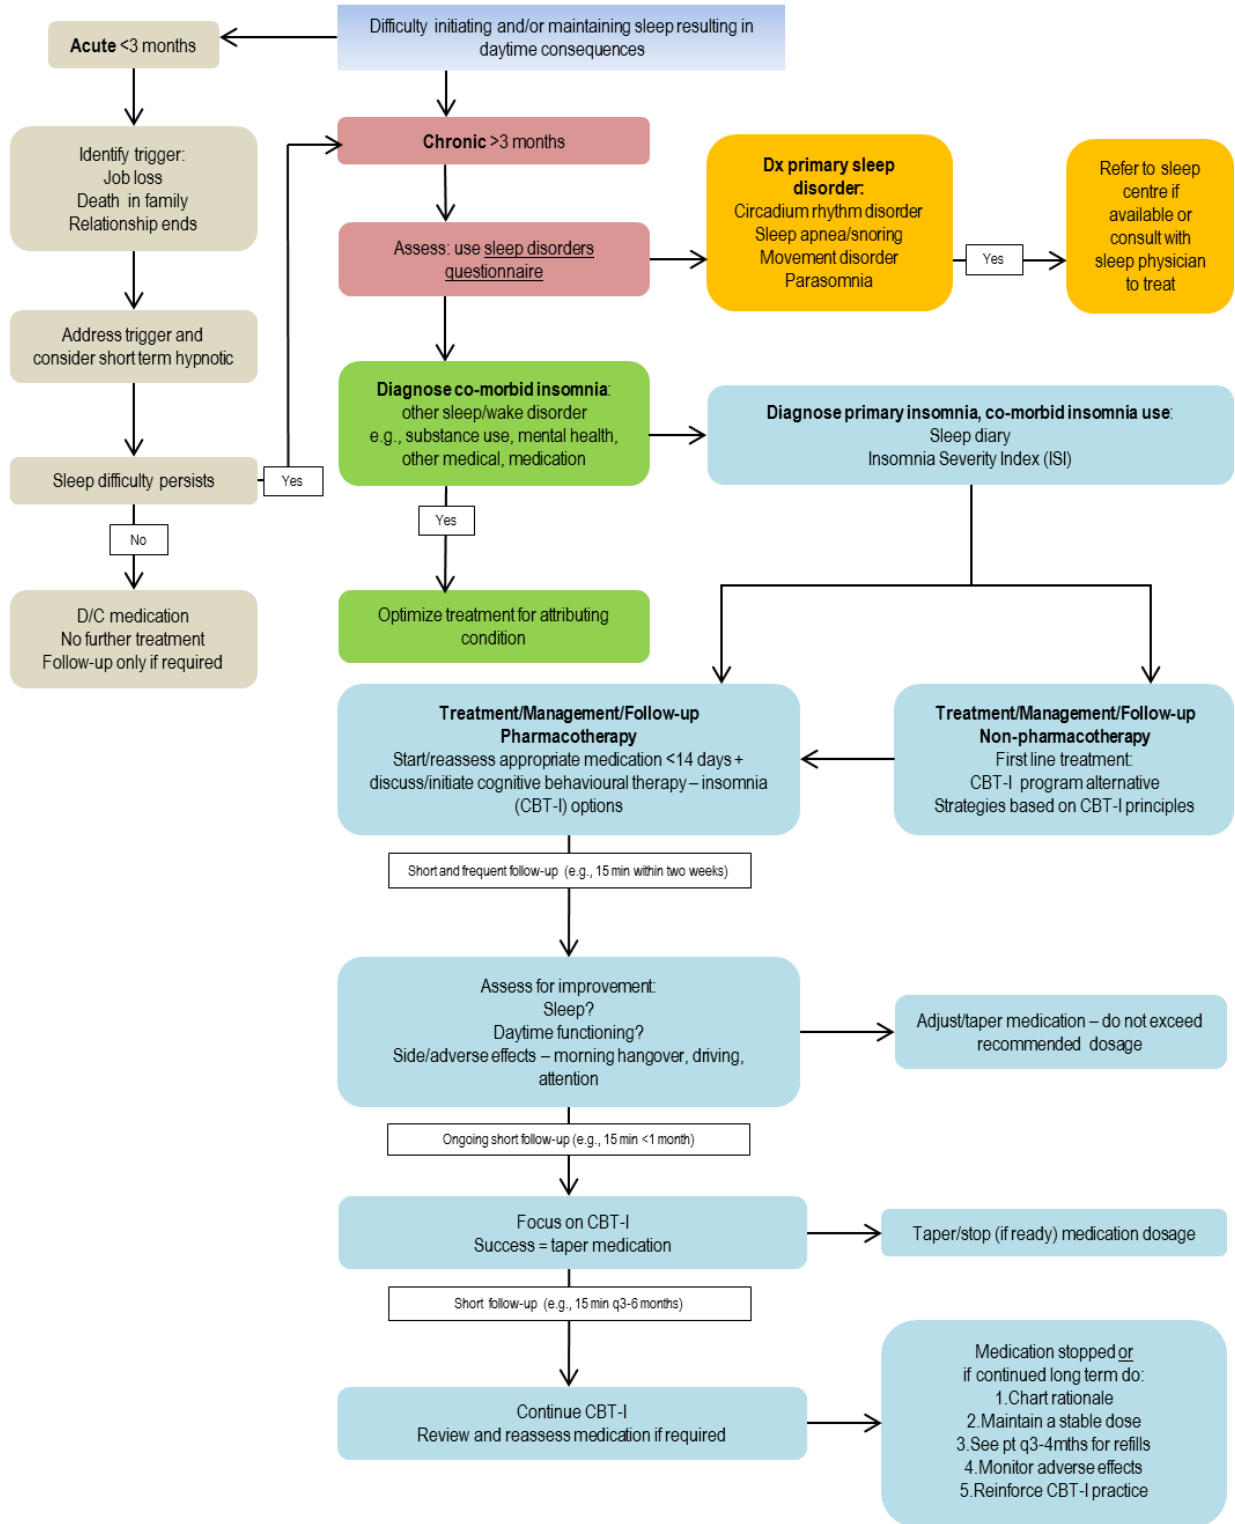 Difficulty initiating and/or maintaining sleep resulting in
daytime consequences
Acute <3 months
Identify trigger:
Job loss
Death in family
Relationship ends
Address trigger and
consider short term hypnotic
Sleep difficulty persists
Yes
No
D/C medication
No further treatment
Follow-up only if required
Chronic >3 months
Assess: use sleep disorders
questionnaire
Dx primary sleep
disorder:
Circadium rhythm disorder
Sleep apnea/snoring
Movement disorder
Parasomnia
Yes
Refer to sleep
centre if
available or
consult with
sleep physician
to treat
Diagnose co-morbid insomnia:
other sleep/wake disorder
e.g., substance use, mental health,
other medical, medication
Yes
Optimize treatment for attributing
condition
Diagnose primary insomnia, co-morbid insomnia use:
Sleep diary
Insomnia Severity Index (ISI)
Treatment/Management/Follow-up
Pharmacotherapy
Start/reassess appropriate medication <14 days +
discuss/initiate cognitive behavioural therapy – insomnia
(CBT-I) options
Treatment/Management/Follow-up
Non-pharmacotherapy
First line treatment:
CBT-I program alternative
Strategies based on CBT-I principles
Short and frequent follow-up (e.g., 15 min within two weeks)
Assess for improvement:
Sleep?
Daytime functioning?
Side/adverse effects – morning hangover, driving,
attention
Adjust/taper medication – do not exceed
recommended dosage
Ongoing short follow-up (e.g., 15 min <1 month)
Focus on CBT-I
Success = taper medication
Taper/stop (if ready) medication dosage
Short follow-up (e.g., 15 min q3-6 months)
Continue CBT-I
Review and reassess medication if required
Medication stopped or
if continued long term do:
1.Chart rationale
2.Maintain a stable dose
3.See pt q3-4mths for refills
4.Monitor adverse effects
5.Reinforce CBT-I practice